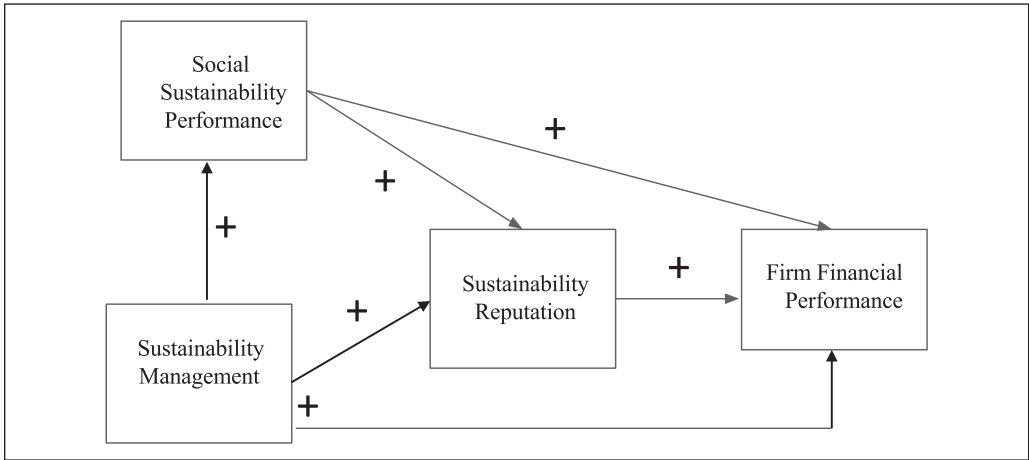 Social
Sustainability
Performance
+
+
+
Sustainability
Reputation
+
Firm Financial
Performance
+
Sustainability
Management
+